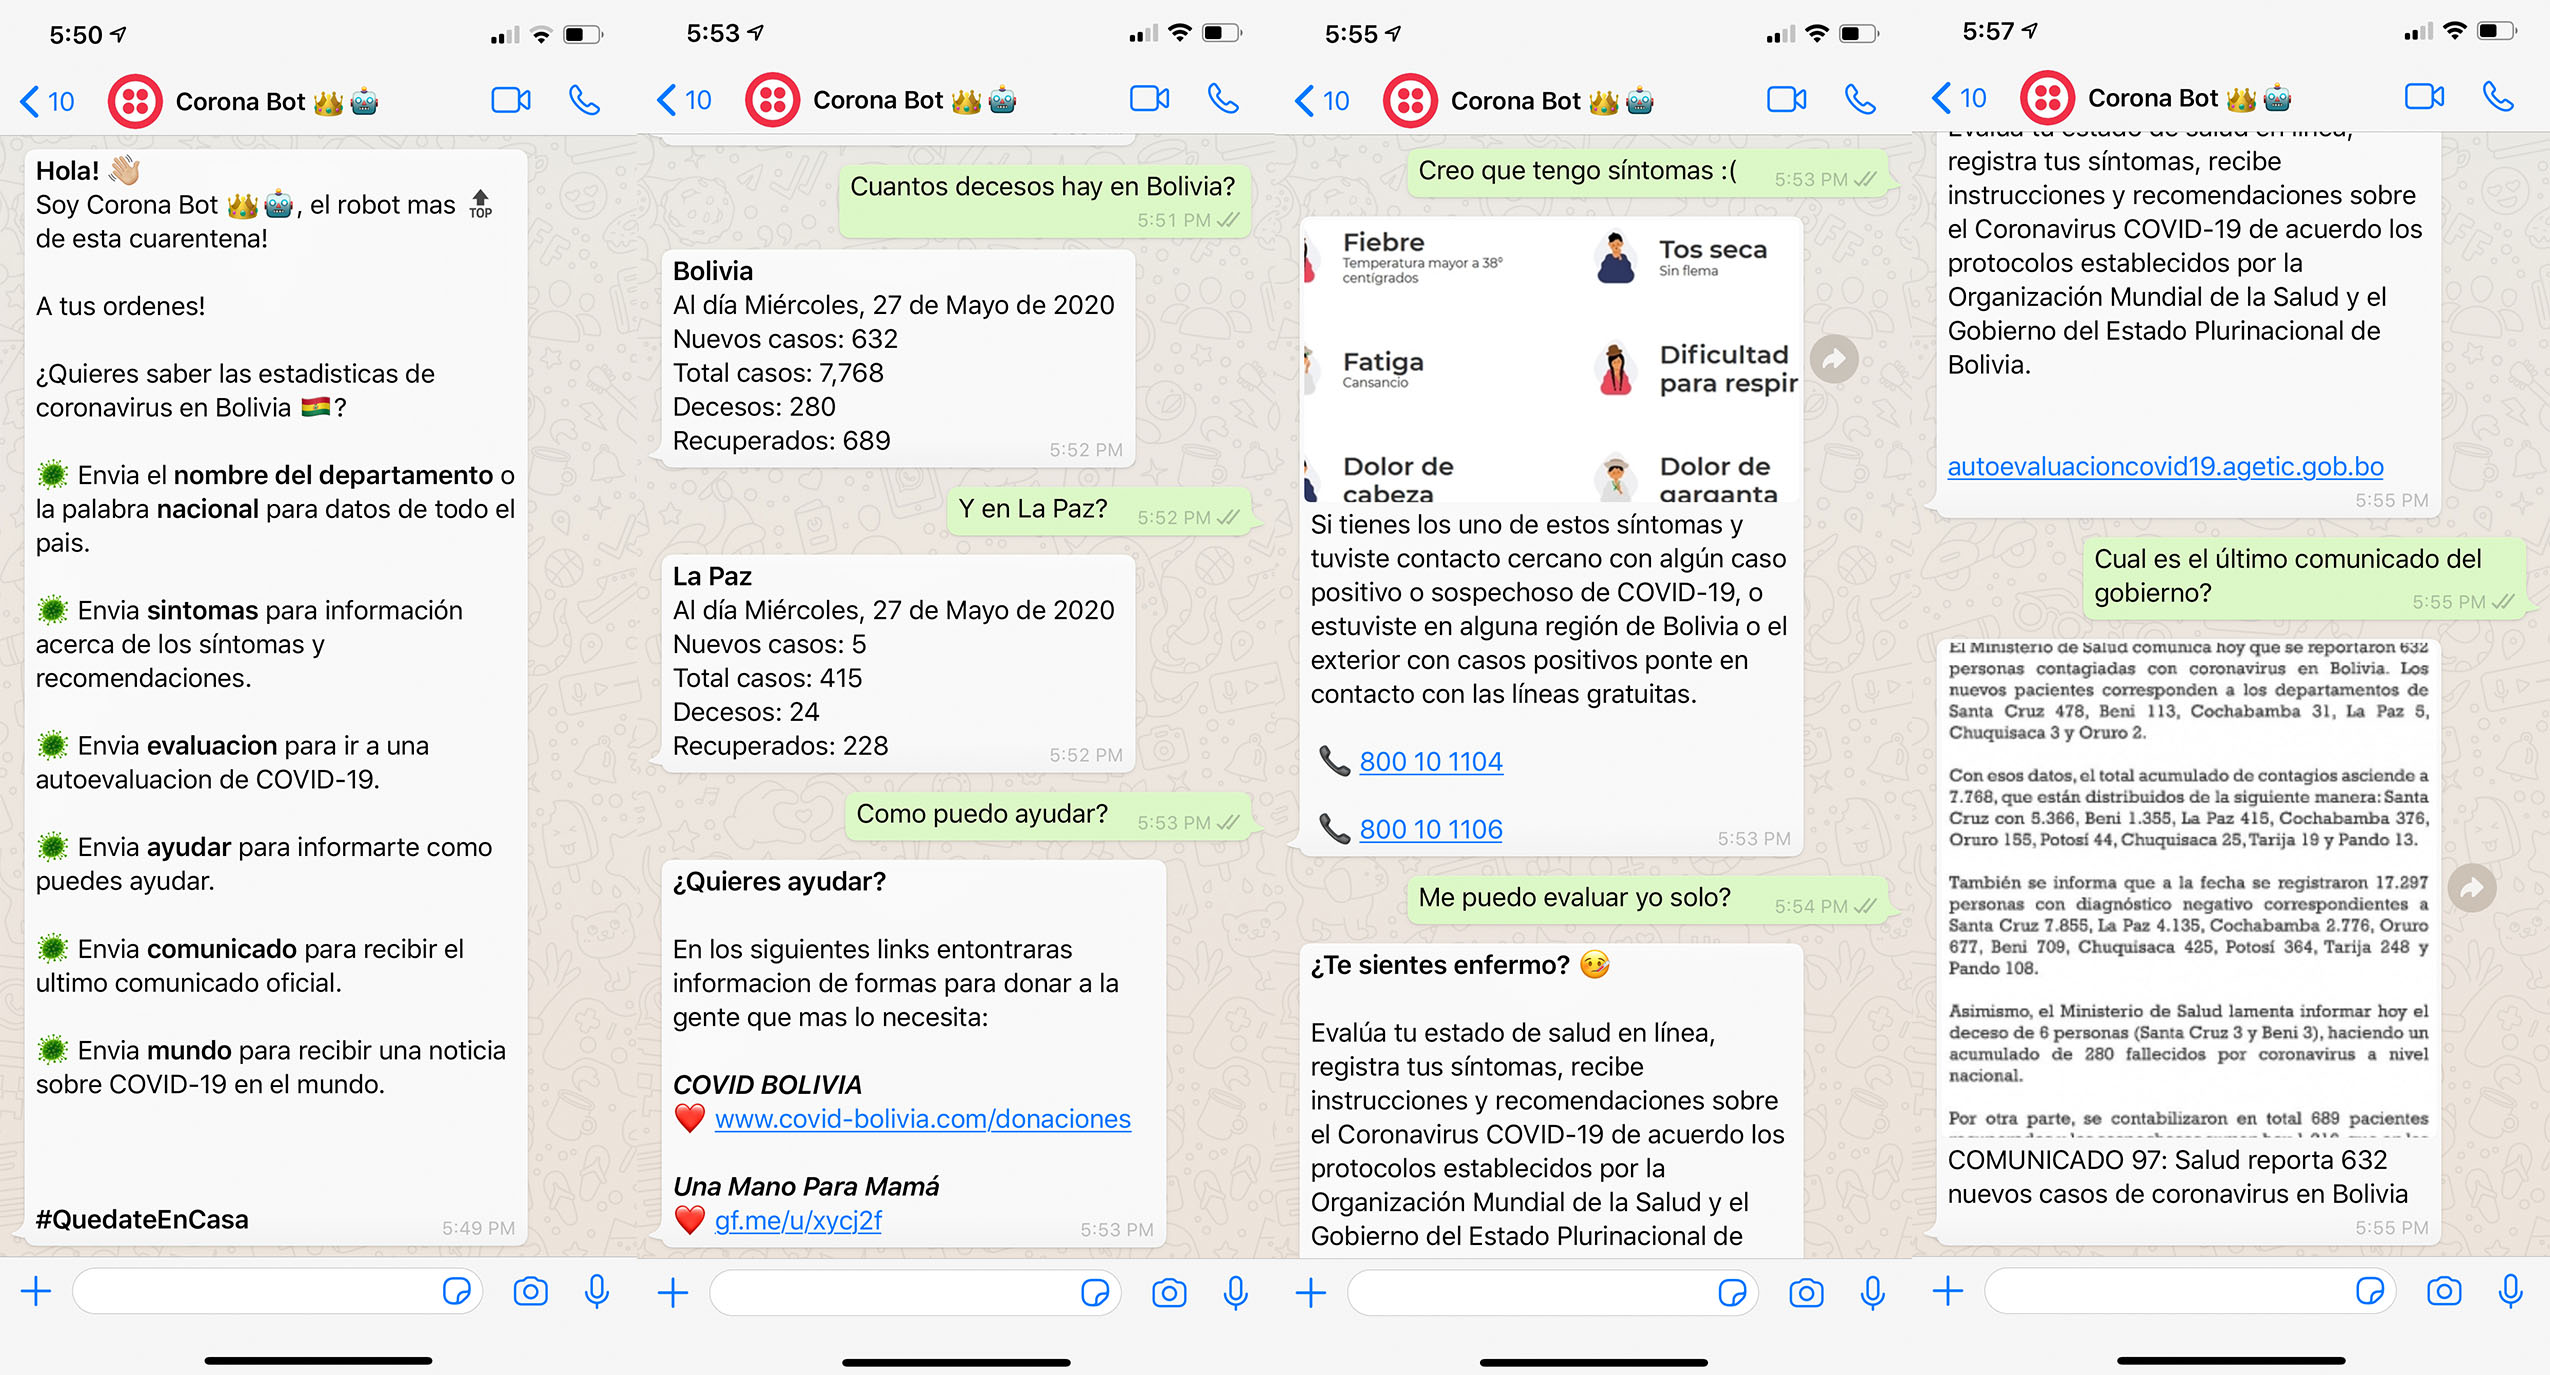 5:50
10
Corona Bot
Hola!
Soy Corona Bot , el robot mas TOP
de esta cuarentena!
A tus ordenes!
¿Quieres saber las estadisticas de
coronavirus en Bolivia ?
Envia el nombre del departamento o
la palabra nacional para datos de todo el
pais.
Envia sintomas para información
acerca de los síntomas y
recomendaciones.
Envia evaluacion para ir a una
autoevaluacion de COVID-19.
Envia ayudar para informarte como
puedes ayudar.
Envia comunicado para recibir el
ultimo comunicado oficial.
Envia mundo para recibir una noticia
sobre COVID-19 en el mundo.
#QuedateEnCasa
5:49 PM
5:53
10
Corona Bot
Cuantos decesos hay en Bolivia?
5:51 PM
Bolivia
Al día Miércoles, 27 de Mayo de 2020
Nuevos casos: 632
Total casos: 7,768
Decesos: 280
Recuperados: 689
5:52 PM
Y en La Paz?
5:52 PM
La Paz
Al día Miércoles, 27 de Mayo de 2020
Nuevos casos: 5
Total casos: 415
Decesos: 24
Recuperados: 228
5:52 PM
Como puedo ayudar?
5:53 PM
¿Quieres ayudar?
En los siguientes links entontraras
informacion de formas para donar a la
gente que mas lo necesita:
COVID BOLIVIA
www.covid-bolivia.com/donaciones
Una Mano Para Mamá
gf.me/u/xycj2f
5:53 PM
5:55
10
Corona Bot
Creo que tengo síntomas :(
5:53 PM
Fiebre
Temperatura mayor a 38º
centígrados
Tos seca
Sin flema
Fatiga
Cansancio
Dificultad
para respir
Dolor de
cabeza
Dolor de
garganta
Si tienes los uno de estos síntomas y
tuviste contacto cercano con algún caso
positivo o sospechoso de COVID-19, o
estuviste en alguna región de Bolivia o el
exterior con casos positivos ponte en
contacto con las líneas gratuitas.
800 10 1104
800 10 1106
5:53 PM
Me puedo evaluar yo solo?
5:54 PM
¿Te sientes enfermo?
Evalúa tu estado de salud en línea,
registra tus síntomas, recibe
instrucciones y recomendaciones sobre
el Coronavirus COVID-19 de acuerdo los
protocolos establecidos por la
Organización Mundial de la Salud y el
Gobierno del Estado Plurinacional de
5:57
10
Corona Bot
Evalúa tu estado de salud en línea,
registra tus síntomas, recibe
instrucciones y recomendaciones sobre
el Coronavirus COVID-19 de acuerdo los
protocolos establecidos por la
Organización Mundial de la Salud y el
Gobierno del Estado Plurinacional de
Bolivia.
autoevaluacioncovid19.agetic.gob.bo
5:55 PM
Cual es el último comunicado del
gobierno?
5:55 PM
El Ministerio de Salud comunica hoy que se reportaron 632
personas contagiadas con coronavirus en Bolivia. Los
nuevos pacientes corresponden a los departamentos de
Santa Cruz 478, Beni 113, Cochabamba 31, La Paz 5,
Chuquisaca 3 y Oruro 2.
Con esos datos, el total acumulado de contagios asciende a
7.768, que están distribuidos de la siguiente manera: Santa
Cruz con 5.366, Beni 1.355, La Paz 415, Cochabamba 376,
Oruro 155, Potosí 44, Chuquisaca 25, Tarija 19 y Pando 13.
También se informa que a la fecha se registraron 17.297
personas con diagnóstico negativo correspondientes a
Santa Cruz 7.855, La Paz 4.135, Cochabamba 2.776, Oruro
677, Beni 709, Chuquisaca 425, Potosí 364, Tarija 248 y
Pando 108.
Asimismo, el Ministerio de Salud lamenta informar hoy el
deceso de 6 personas (Santa Cruz 3 y Beni 3), haciendo un
acumulado de 280 fallecidos por coronavirus a nivel
nacional.
Por otra parte, se contabilizaron en total 689 pacientes
COMUNICADO 97: Salud reporta 632
nuevos casos de coronavirus en Bolivia
5:55 PM